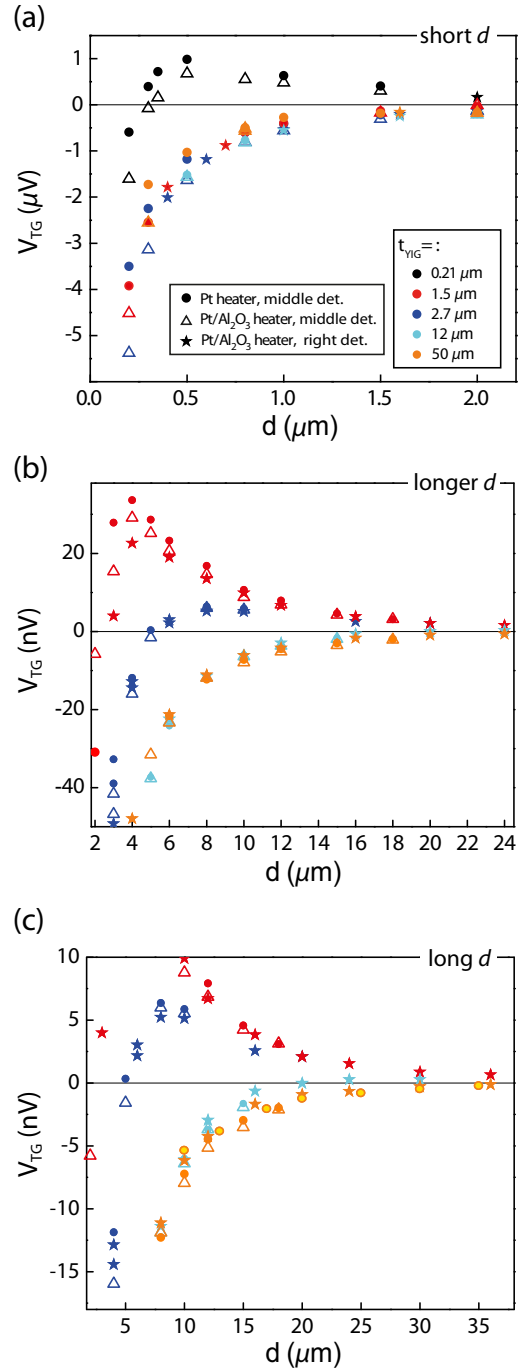 (a)
short d
1
0
-1
-2
-3
-4
-5
V_TG (μV)
t_YIG = :
0.21 μm
1.5 μm
2.7 μm
12 μm
50 μm
Pt heater, middle det.
Pt/Al₂O₃ heater, middle det.
Pt/Al₂O₃ heater, right det.
0.0 0.5 1.0 1.5 2.0
d (μm)
(b)
longer d
20
0
-20
-40
V_TG (nV)
2 4 6 8 10 12 14 16 18 20 22 24
d (μm)
(c)
long d
10
5
0
-5
-10
-15
V_TG (nV)
5 10 15 20 25 30 35
d (μm)